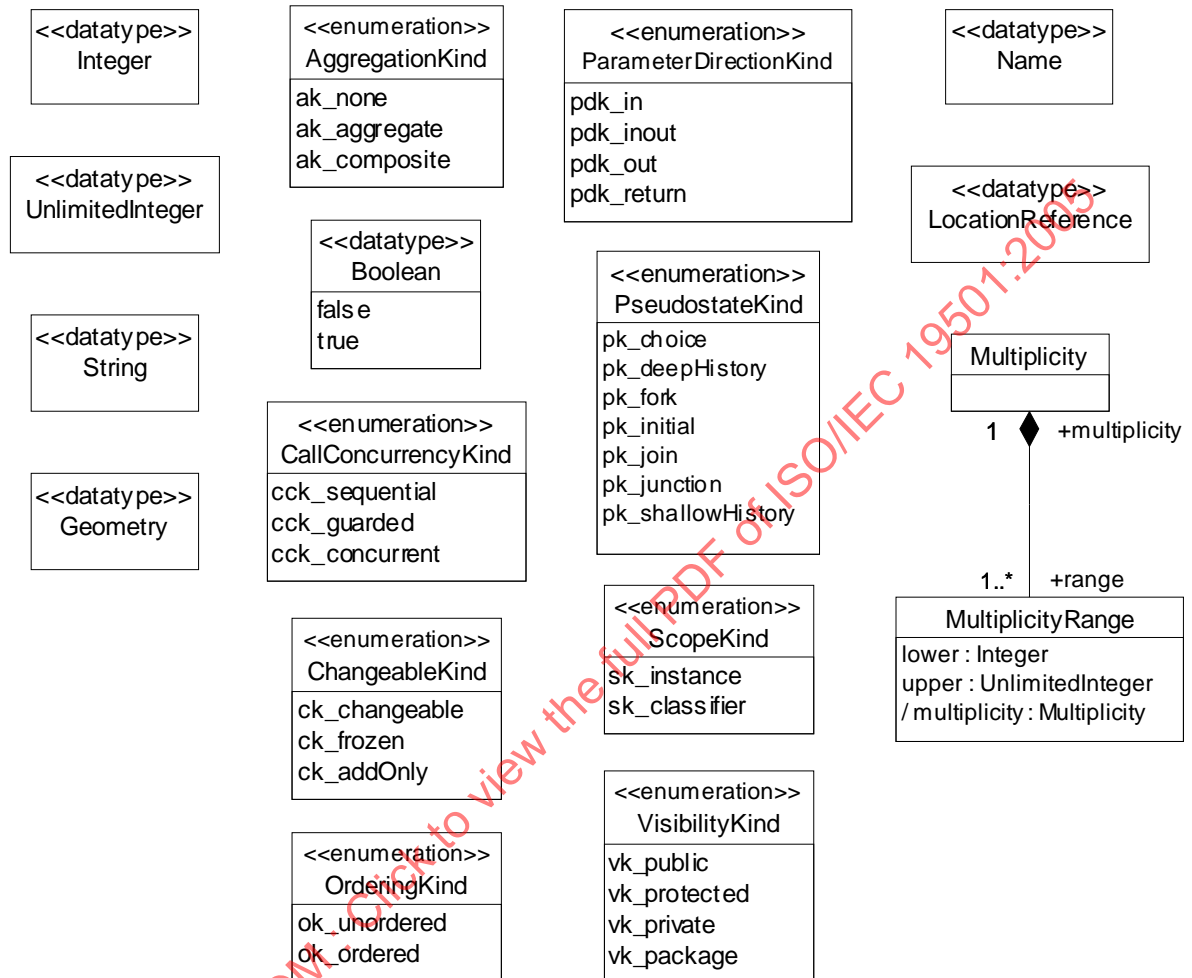 <<datatype>>
Integer
<<datatype>>
UnlimitedInteger
<<datatype>>
String
<<datatype>>
Geometry
<<enumeration>>
AggregationKind
ak_none
ak_aggregate
ak_composite
<<datatype>>
Boolean
false
true
<<enumeration>>
CallConcurrencyKind
cck_sequential
cck_guarded
cck_concurrent
<<enumeration>>
ChangeableKind
ck_changeable
ck_frozen
ck_addOnly
<<enumeration>>
OrderingKind
ok_unordered
ok_ordered
<<enumeration>>
ParameterDirectionKind
pdk_in
pdk_inout
pdk_out
pdk_return
<<enumeration>>
PseudostateKind
pk_choice
pk_deepHistory
pk_fork
pk_initial
pk_join
pk_junction
pk_shallowHistory
<<enumeration>>
ScopeKind
sk_instance
sk_classifier
<<enumeration>>
VisibilityKind
vk_public
vk_protected
vk_private
vk_package
<<datatype>>
Name
<<datatype>>
LocationReference
Multiplicity
1 +multiplicity
1..* +range
MultiplicityRange
lower : Integer
upper : UnlimitedInteger
/ multiplicity : Multiplicity
: Click to view the full PDF of ISO/IEC 19501:2005